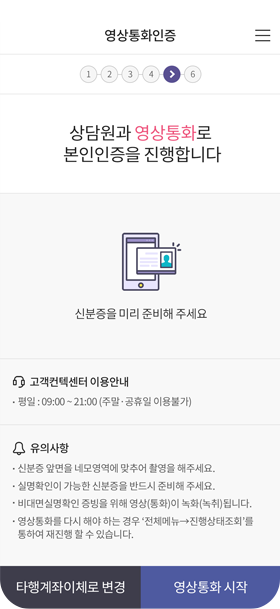 영상통화인증
1 2 3 4 6
상담원과 영상통화로
본인인증을 진행합니다
신분증을 미리 준비해 주세요
고객컨텍센터 이용안내
· 평일 : 09:00 ~ 21:00 (주말·공휴일 이용불가)
유의사항
· 신분증 앞면을 네모영역에 맞추어 촬영을 해주세요.
· 실명확인이 가능한 신분증을 반드시 준비해 주세요.
· 비대면실명확인 증빙을 위해 영상(통화)이 녹화(녹취)됩니다.
· 영상통화를 다시 해야 하는 경우 ‘전체메뉴→진행상태조회’를
통하여 재진행 할 수 있습니다.
타행계좌이체로 변경
영상통화 시작